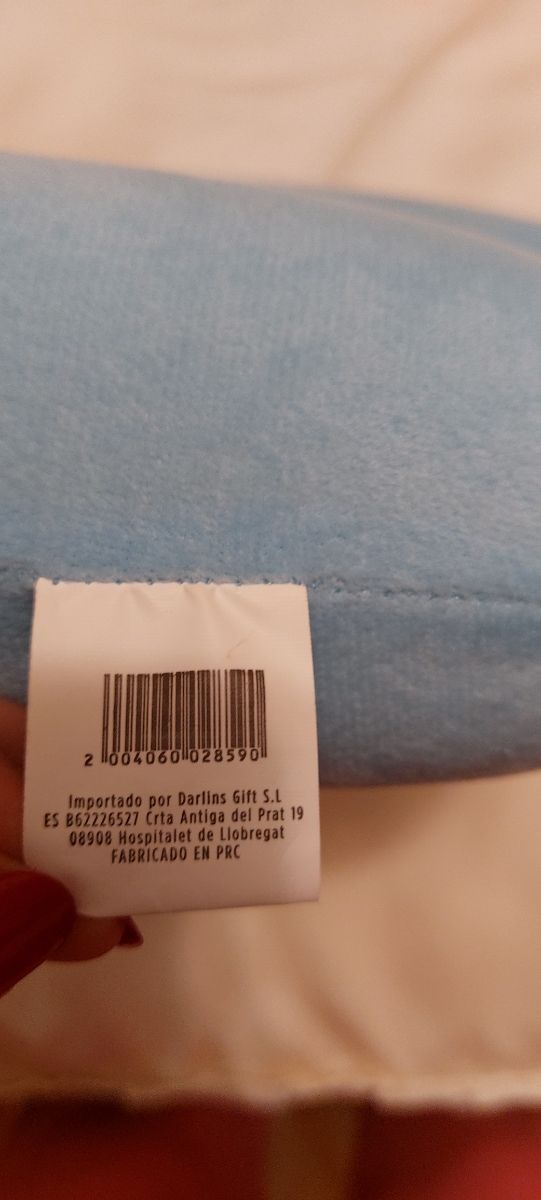 2 004060 028590
Importado por Darlins Gift S.L
ES B62226527 Crta Antiga del Prat 19
08908 Hospitalet de Llobregat
FABRICADO EN PRC